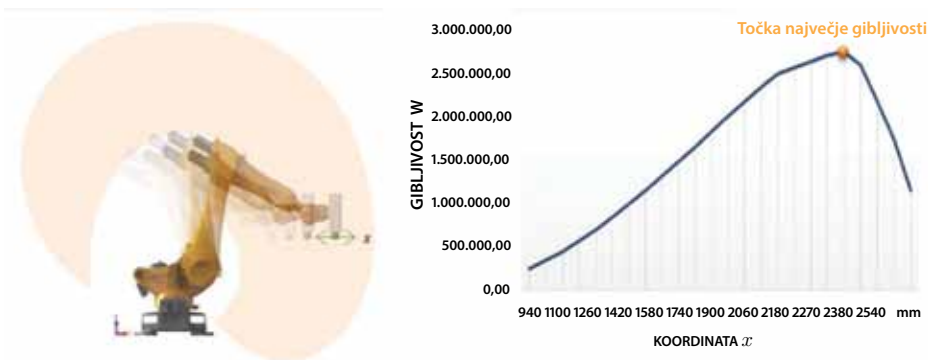 3.000.000,00
Točka največje gibljivosti
2.500.000,00
2.000.000,00
1.500.000,00
1.000.000,00
500.000,00
0,00
GIBLJIVOST W
940 1100 1260 1420 1580 1740 1900 2060 2180 2270 2380 2540 mm
KOORDINATA x
x